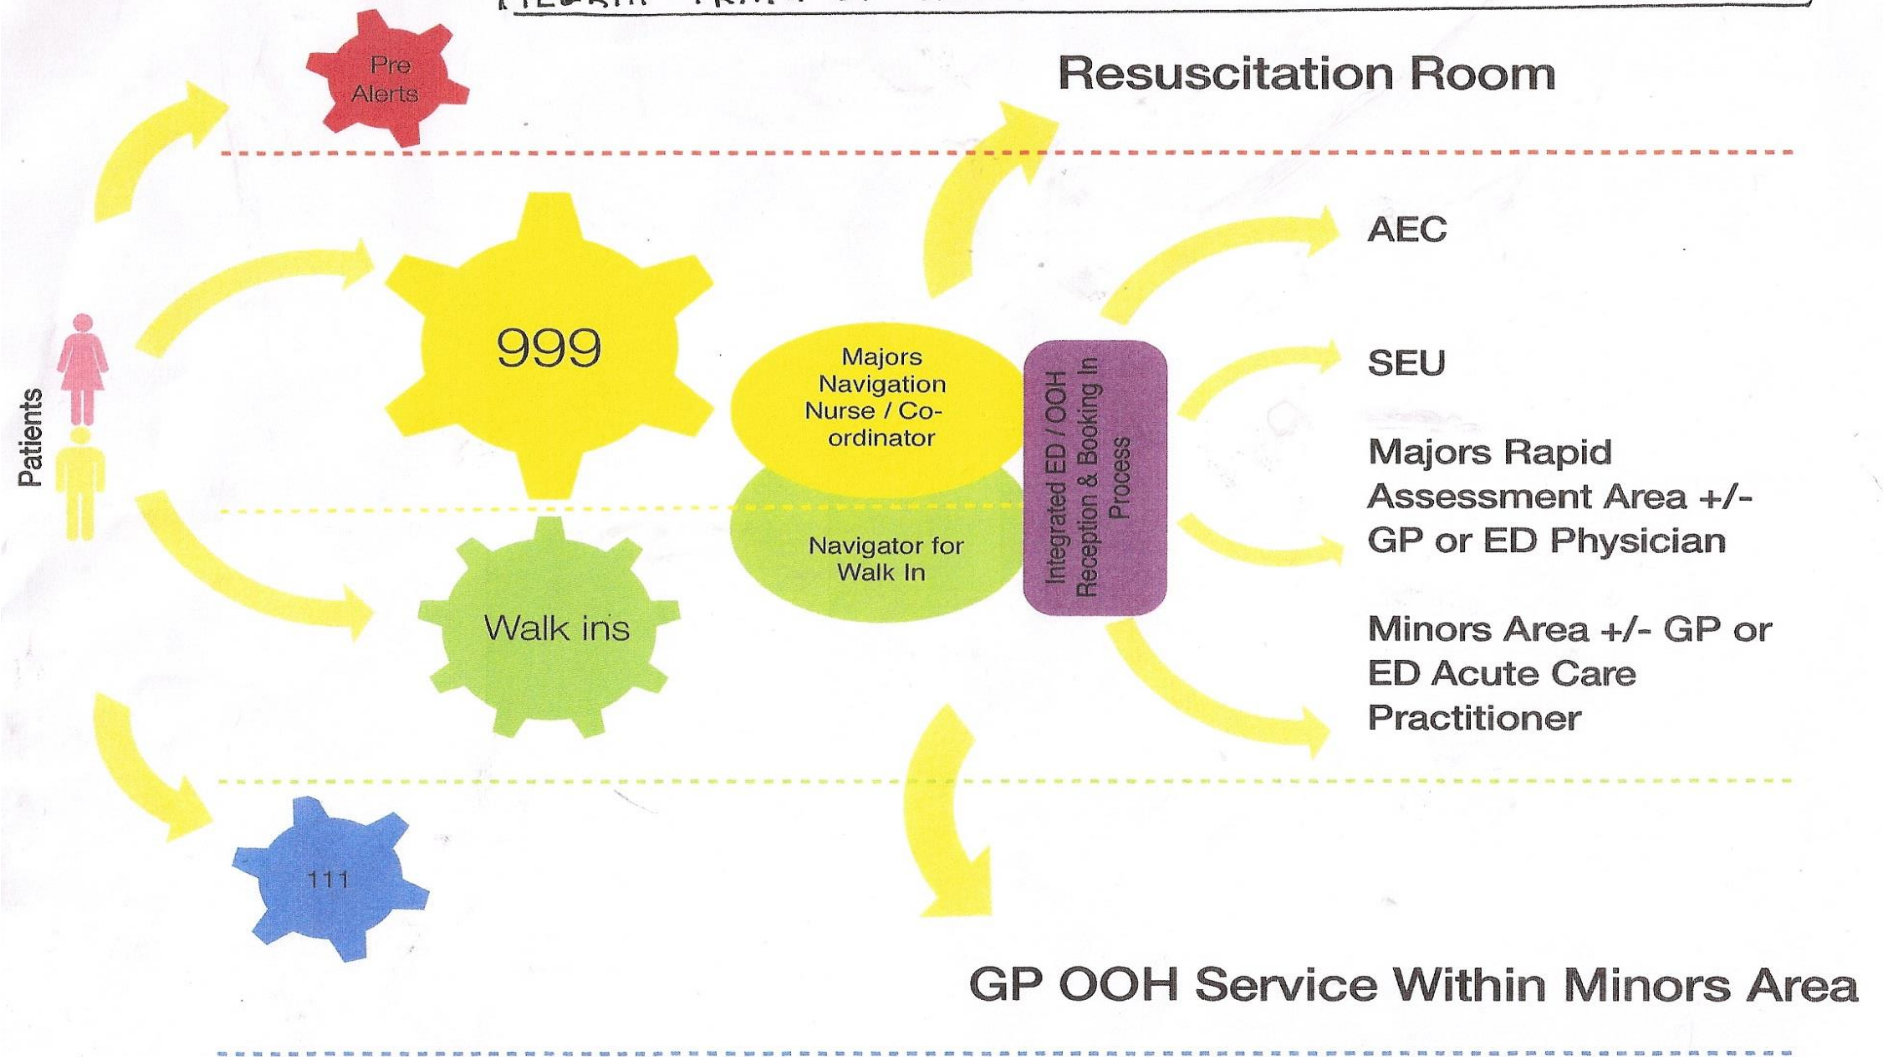 Pre
Alerts
Resuscitation Room
AEC
999
SEU
Majors
Navigation
Nurse / Co-
ordinator
Integrated ED / OOH
Reception & Booking In
Process
Patients
Majors Rapid
Assessment Area +/-
GP or ED Physician
Navigator for
Walk In
Walk ins
Minors Area +/- GP or
ED Acute Care
Practitioner
111
GP OOH Service Within Minors Area